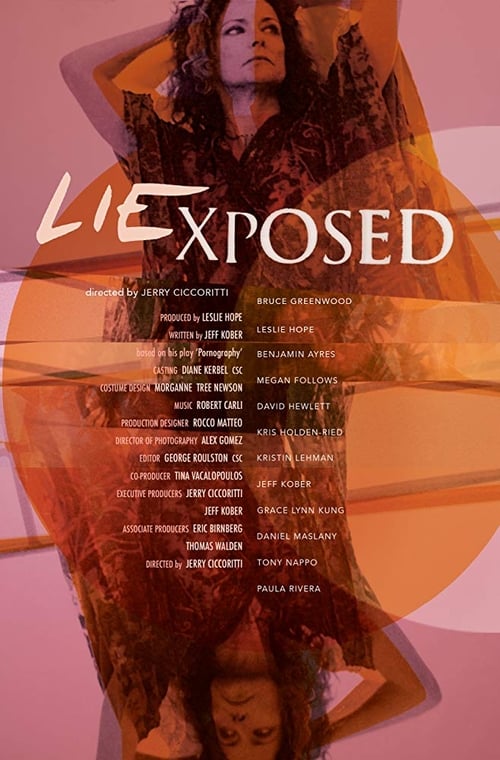 LIEXPOSED
directed by JERRY CICCORITTI
PRODUCED by LESLIE HOPE
WRITTEN by JEFF KOBER
based on his play 'Pornography'
CASTING DIANE KERBEL CSC
COSTUME DESIGN MORGANNE TREE NEWSON
MUSIC ROBERT CARLI
PRODUCTION DESIGNER ROCCO MATTEO
DIRECTOR OF PHOTOGRAPHY ALEX GOMEZ
EDITOR GEORGE ROULSTON CSC
CO-PRODUCER TINA VACALOPOULOS
EXECUTIVE PRODUCERS JERRY CICCORITTI
JEFF KOBER
ASSOCIATE PRODUCERS ERIC BIRNBERG
THOMAS WALDEN
DIRECTED by JERRY CICCORITTI
BRUCE GREENWOOD
LESLIE HOPE
BENJAMIN AYRES
MEGAN FOLLOWS
DAVID HEWLETT
KRIS HOLDEN-RIED
KRISTIN LEHMAN
JEFF KOBER
GRACE LYNN KUNG
DANIEL MASLANY
TONY NAPPO
PAULA RIVERA